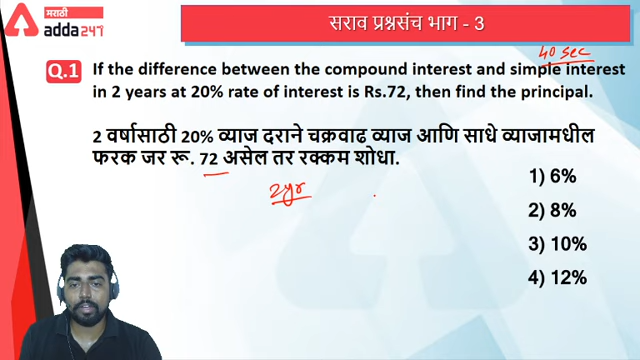 मराठी
adda247
सराव प्रश्नसंच भाग - 3
40 sec
Q.1 If the difference between the compound interest and simple interest
in 2 years at 20% rate of interest is Rs.72, then find the principal.
2 वर्षासाठी 20% व्याज दराने चक्रवाढ व्याज आणि साधे व्याजामधील
फरक जर रू. 72 असेल तर रक्कम शोधा.
2yr
1) 6%
2) 8%
3) 10%
4) 12%